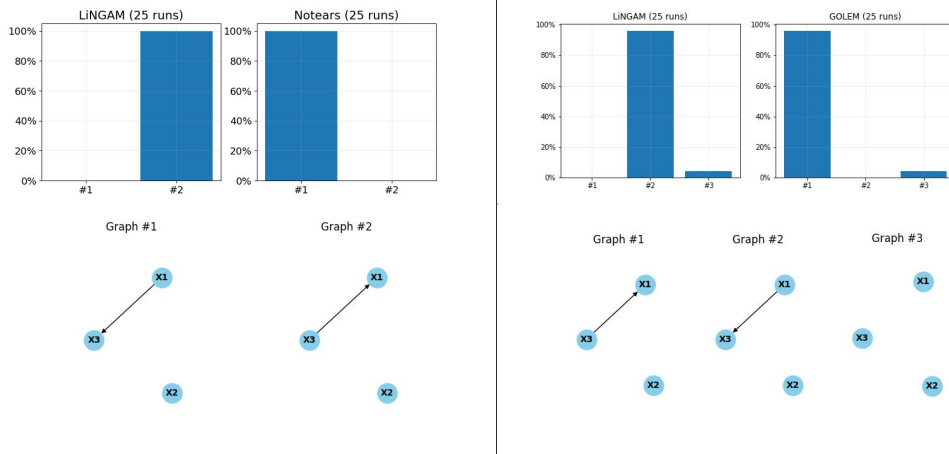 LiNGAM (25 runs)
Notears (25 runs)
100%
80%
60%
40%
20%
0%
#1
#2
100%
80%
60%
40%
20%
0%
#1
#2
Graph #1
Graph #2
X1
X3
X2
X1
X3
X2
LiNGAM (25 runs)
GOLEM (25 runs)
100%
80%
60%
40%
20%
0%
#1
#2
#3
100%
80%
60%
40%
20%
0%
#1
#2
#3
Graph #1
Graph #2
Graph #3
X1
X3
X2
X1
X3
X2
X1
X3
X2